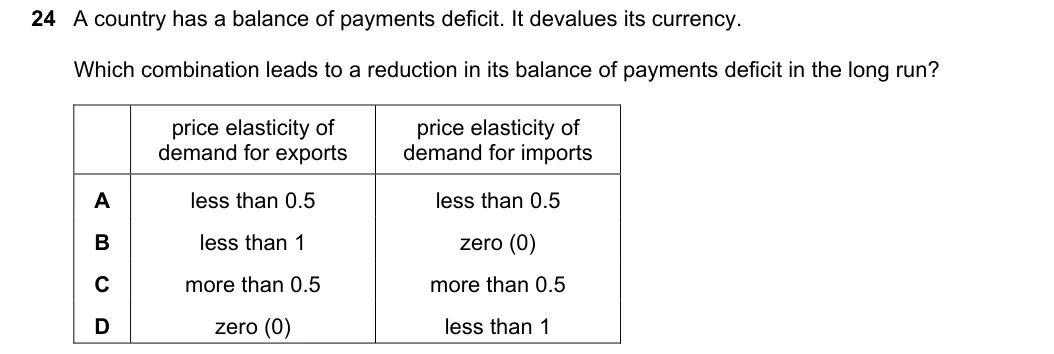 24 A country has a balance of payments deficit. It devalues its currency.
Which combination leads to a reduction in its balance of payments deficit in the long run?
price elasticity of demand for exports
price elasticity of demand for imports
A less than 0.5 less than 0.5
B less than 1 zero (0)
C more than 0.5 more than 0.5
D zero (0) less than 1